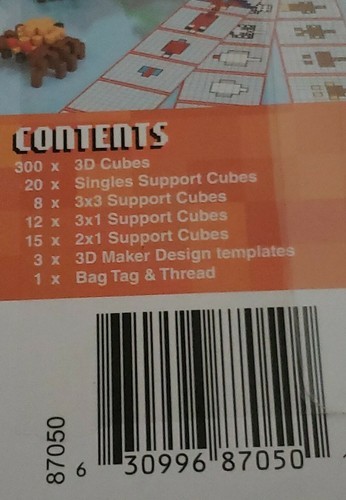 CONTENTS
300 x 3D Cubes
20 x Singles Support Cubes
8 x 3x3 Support Cubes
12 x 3x1 Support Cubes
15 x 2x1 Support Cubes
3 x 3D Maker Design templates
1 x Bag Tag & Thread
87050
6 30996 87050